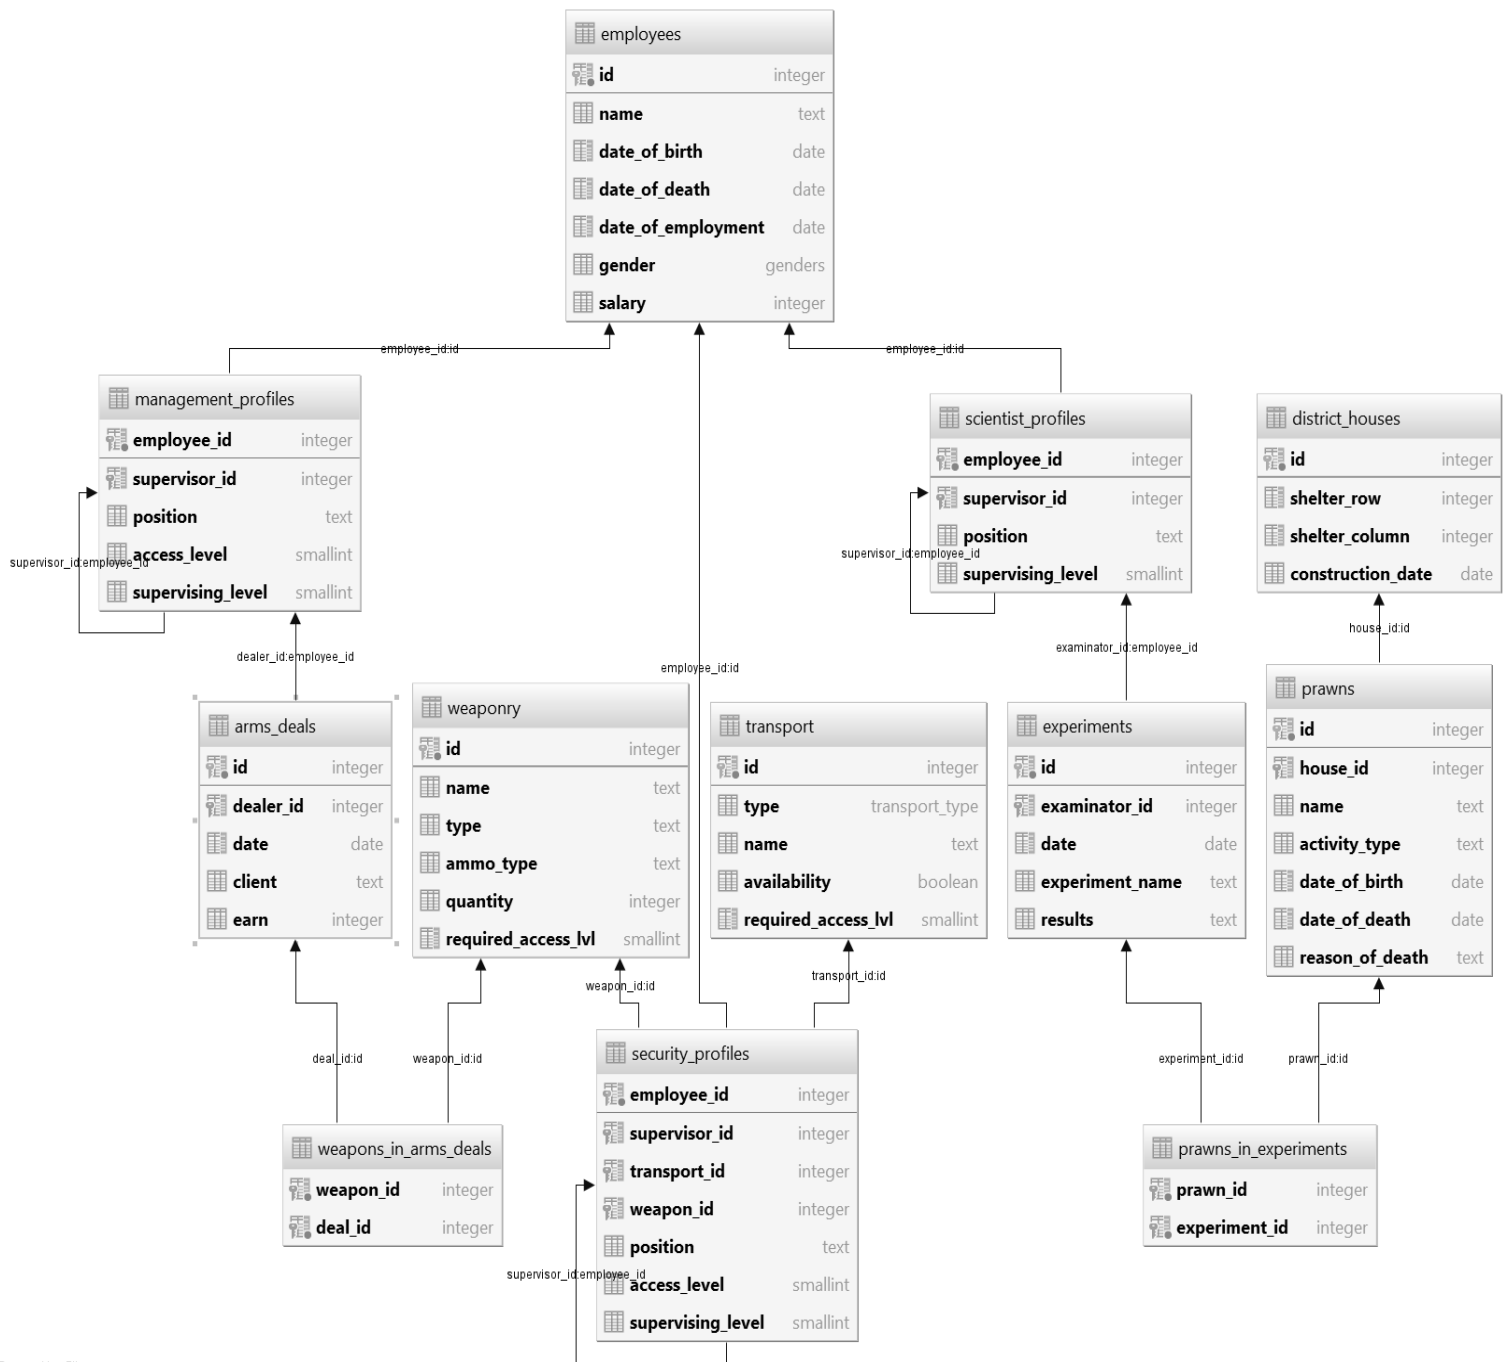 employees
id integer
name text
date_of_birth date
date_of_death date
date_of_employment date
gender genders
salary integer
employee_id:id
employee_id:id
management_profiles
employee_id integer
supervisor_id integer
position text
access_level smallint
supervising_level smallint
supervisor_id:employee_id
scientist_profiles
employee_id integer
supervisor_id integer
position text
supervising_level smallint
supervisor_id:employee_id
district_houses
id integer
shelter_row integer
shelter_column integer
construction_date date
dealer_id:employee_id
employee_id:id
examinator_id:employee_id
house_id:id
arms_deals
id integer
dealer_id integer
date date
client text
earn integer
weaponry
id integer
name text
type text
ammo_type text
quantity integer
required_access_lvl smallint
transport
id integer
type transport_type
name text
availability boolean
required_access_lvl smallint
experiments
id integer
examinator_id integer
date date
experiment_name text
results text
prawns
id integer
house_id integer
name text
activity_type text
date_of_birth date
date_of_death date
reason_of_death text
weapon_id:id
transport_id:id
deal_id:id
weapon_id:id
experiment_id:id
prawn_id:id
weapons_in_arms_deals
weapon_id integer
deal_id integer
security_profiles
employee_id integer
supervisor_id integer
transport_id integer
weapon_id integer
position text
access_level smallint
supervising_level smallint
supervisor_id:employee_id
prawns_in_experiments
prawn_id integer
experiment_id integer